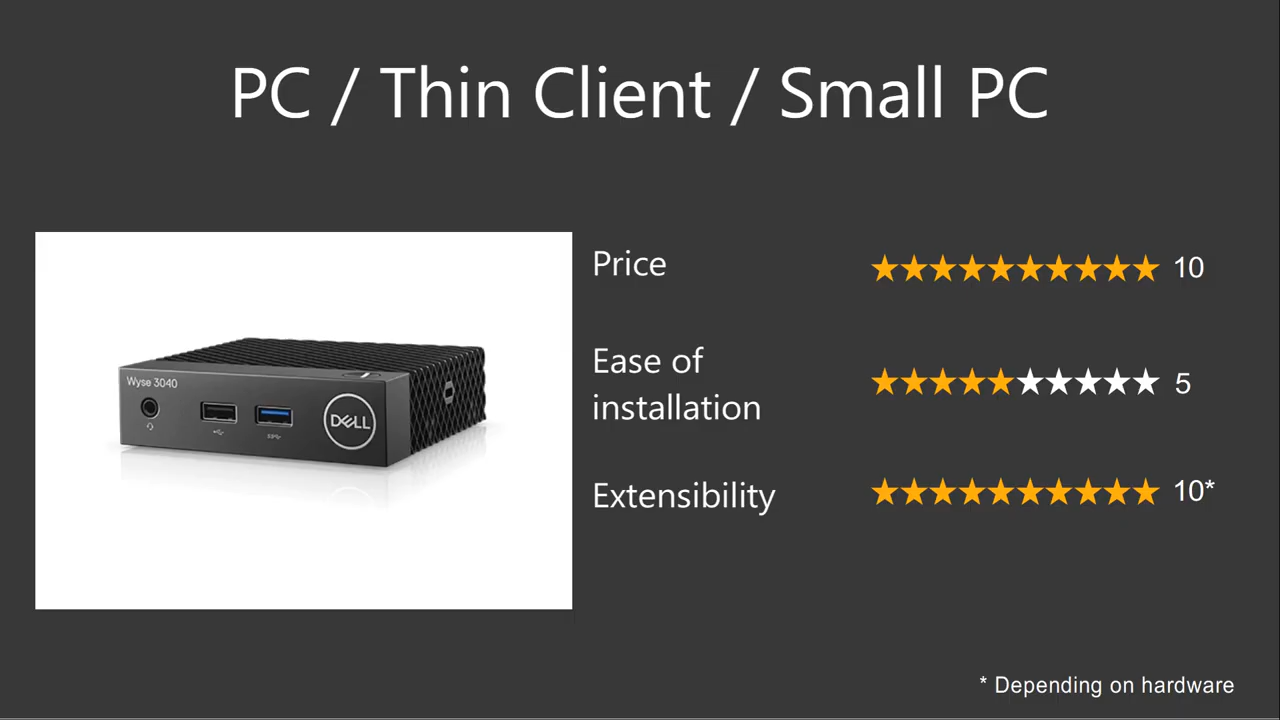 PC / Thin Client / Small PC
Wyse 3040
DELL
Price
10
Ease of
installation
5
Extensibility
10*
* Depending on hardware